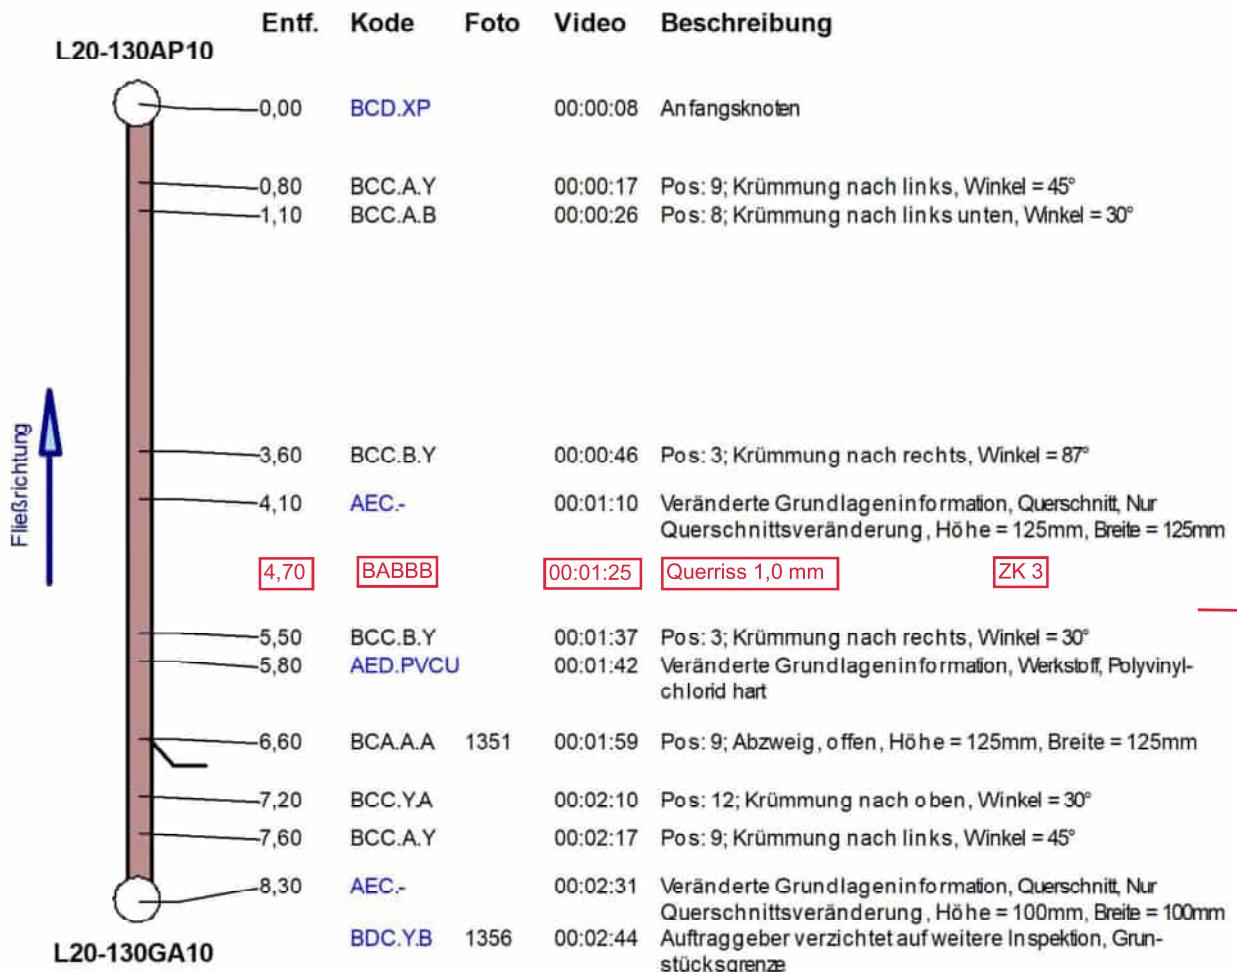 Entf. Kode Foto Video Beschreibung
L20-130AP10
0,00 BCD.XP 00:00:08 Anfangsknoten
0,80 BCC.A.Y 00:00:17 Pos: 9; Krümmung nach links, Winkel = 45°
1,10 BCC.A.B 00:00:26 Pos: 8; Krümmung nach links unten, Winkel = 30°
Fließrichtung
3,60 BCC.B.Y 00:00:46 Pos: 3; Krümmung nach rechts, Winkel = 87°
4,10 AEC.- 00:01:10 Veränderte Grundlageninformation, Querschnitt, Nur
Querschnittsveränderung, Höhe = 125mm, Breite = 125mm
4,70 BABBB 00:01:25 Querriss 1,0 mm ZK 3
5,50 BCC.B.Y 00:01:37 Pos: 3; Krümmung nach rechts, Winkel = 30°
5,80 AED.PVCU 00:01:42 Veränderte Grundlageninformation, Werkstoff, Polyvinyl-
chlorid hart
6,60 BCA.A.A 1351 00:01:59 Pos: 9; Abzweig, offen, Höhe = 125mm, Breite = 125mm
7,20 BCC.Y.A 00:02:10 Pos: 12; Krümmung nach oben, Winkel = 30°
7,60 BCC.A.Y 00:02:17 Pos: 9; Krümmung nach links, Winkel = 45°
8,30 AEC.- 00:02:31 Veränderte Grundlageninformation, Querschnitt, Nur
Querschnittsveränderung, Höhe = 100mm, Breite = 100mm
BDC.Y.B 1356 00:02:44 Auftraggeber verzichtet auf weitere Inspektion, Grun-
stücksgrenze
L20-130GA10